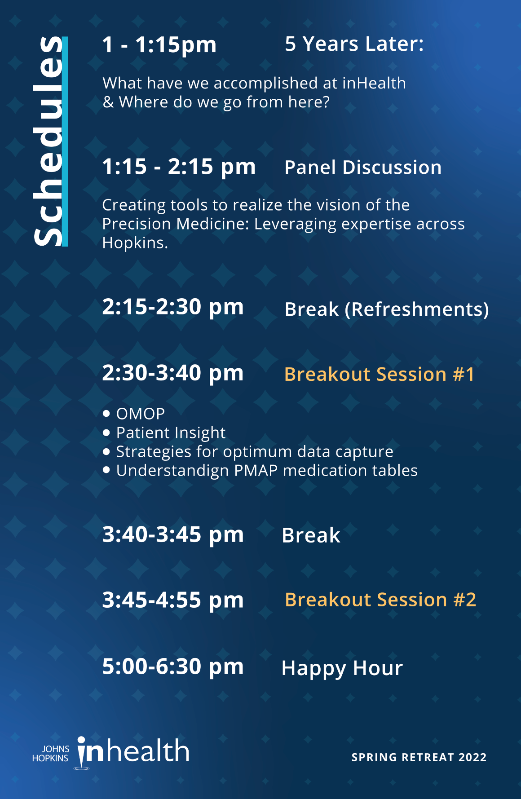 Schedules
1 - 1:15pm 5 Years Later:
What have we accomplished at inHealth
& Where do we go from here?
1:15 - 2:15 pm Panel Discussion
Creating tools to realize the vision of the
Precision Medicine: Leveraging expertise across
Hopkins.
2:15-2:30 pm Break (Refreshments)
2:30-3:40 pm Breakout Session #1
• OMOP
• Patient Insight
• Strategies for optimum data capture
• Understandign PMAP medication tables
3:40-3:45 pm Break
3:45-4:55 pm Breakout Session #2
5:00-6:30 pm Happy Hour
JOHNS
HOPKINS inhealth
SPRING RETREAT 2022